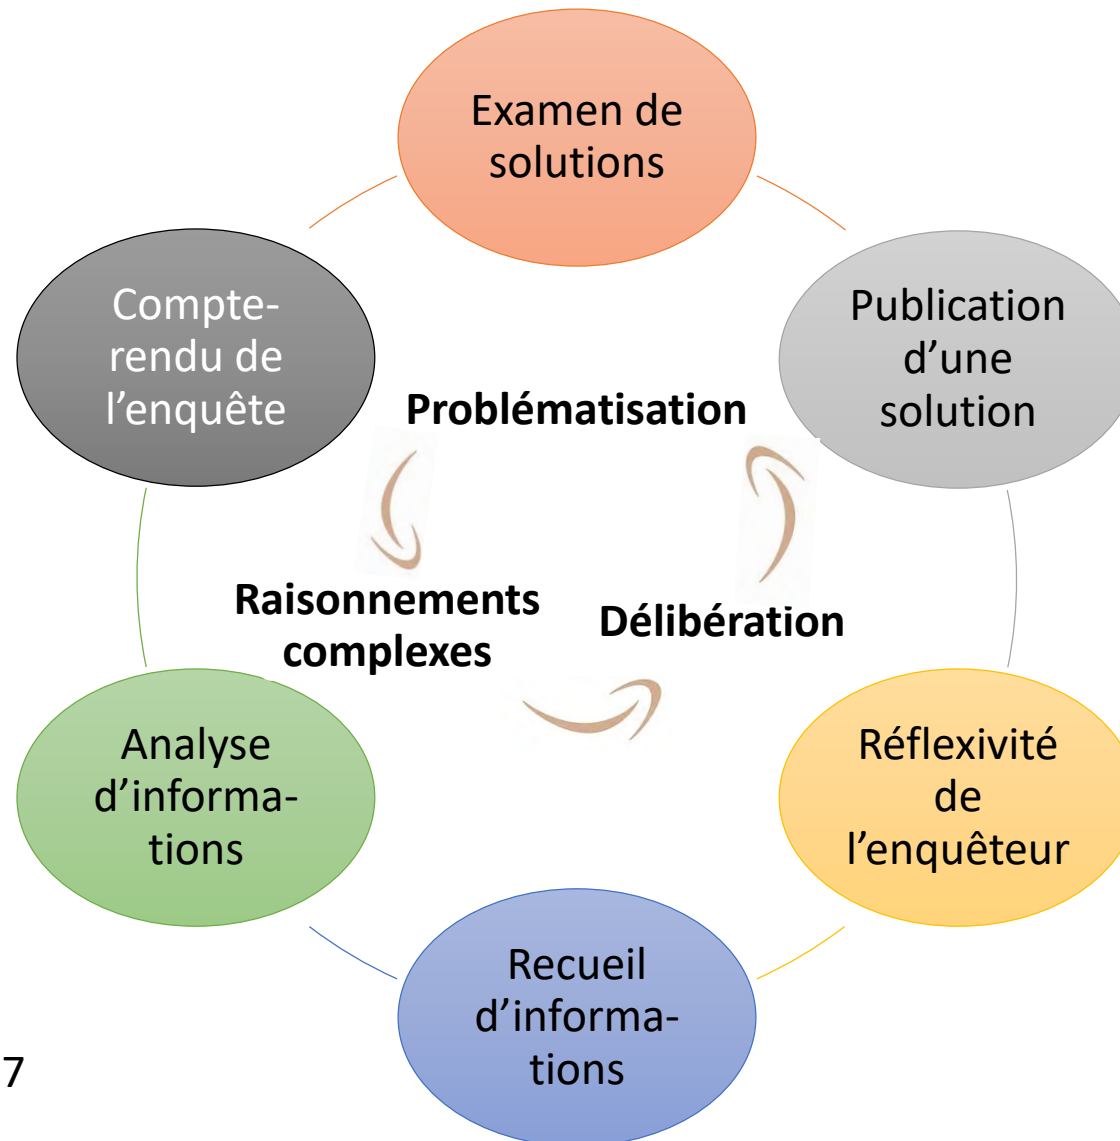 Examen de
solutions
Compte-
rendu de
l’enquête
Publication
d’une
solution
Problématisation
Raisonnements
complexes
Délibération
Analyse
d’informa-
tions
Réflexivité
de
l’enquêteur
Recueil
d’informa-
tions
7